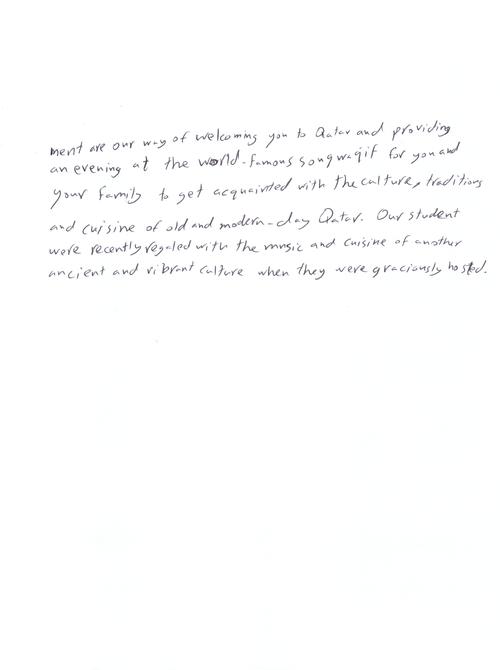 ment are our way of welcoming you to Qatar and providing
an evening at the world-famous songwaqif for you and
your family to get acquainted with the culture, traditions
and cuisine of old and modern-day Qatar. Our student
were recently regaled with the music and cuisine of another
ancient and vibrant culture when they were graciously hosted.